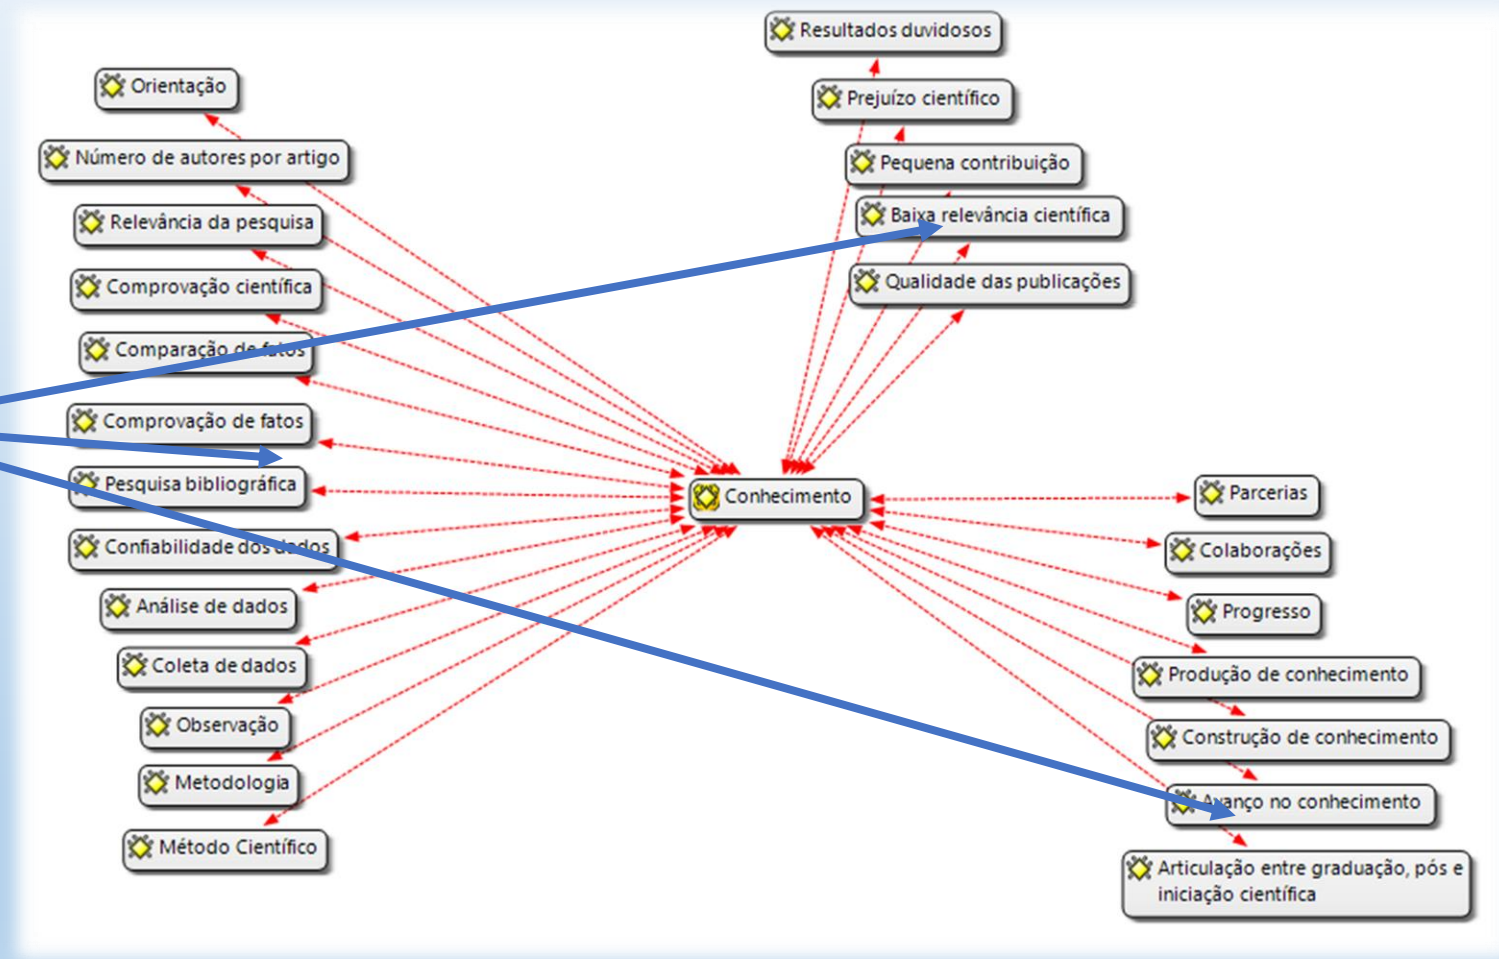 Orientação
Número de autores por artigo
Relevância da pesquisa
Comprovação científica
Comparação de fatos
Comprovação de fatos
Pesquisa bibliográfica
Confiabilidade dos dados
Análise de dados
Coleta de dados
Observação
Metodologia
Método Científico
Resultados duvidosos
Prejuízo científico
Pequena contribuição
Baixa relevância científica
Qualidade das publicações
Conhecimento
Parcerias
Colaborações
Progresso
Produção de conhecimento
Construção de conhecimento
Avanço no conhecimento
Articulação entre graduação, pós e
iniciação científica